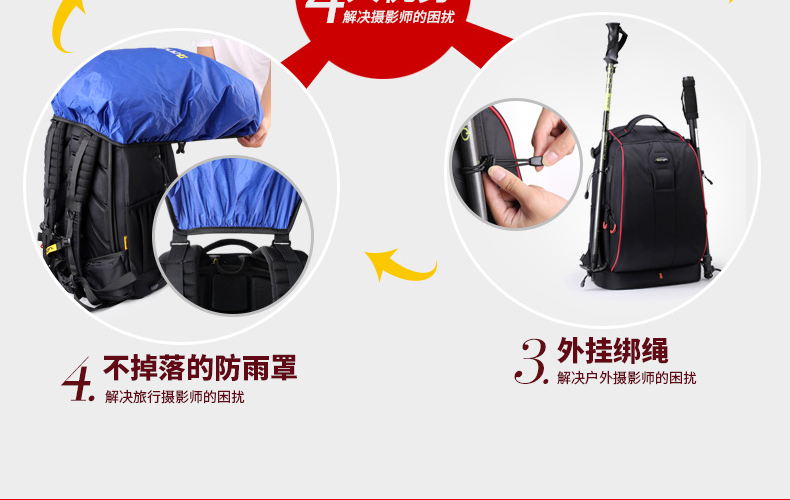 解决摄影师的困扰
4.
不掉落的防雨罩
解决旅行摄影师的困扰
3.
外挂绑绳
解决户外摄影师的困扰